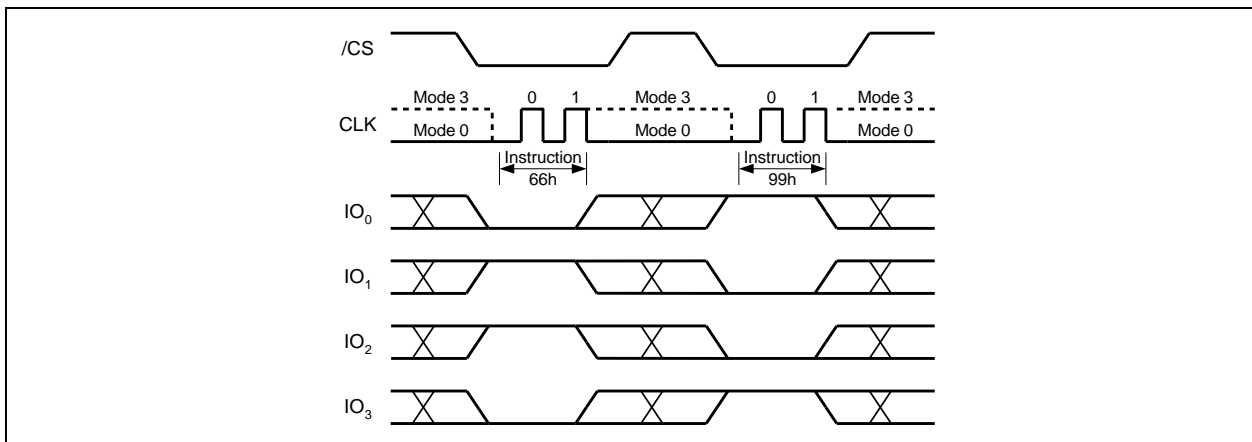 /CS
Mode 3 0 1 Mode 3 0 1 Mode 3
CLK
Mode 0 Mode 0 Mode 0
Instruction Instruction
66h 99h
IO0
IO1
IO2
IO3